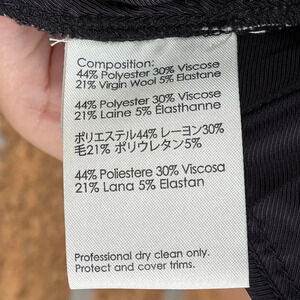 Composition:
44% Polyester 30% Viscose
21% Virgin Wool 5% Elastane
44% Polyester 30% Viscose
21% Laine 5% Élasthanne
ポリエステル44% レーヨン30%
毛21% ポリウレタン5%
44% Poliestere 30% Viscosa
21% Lana 5% Elastan
Professional dry clean only.
Protect and cover trims.